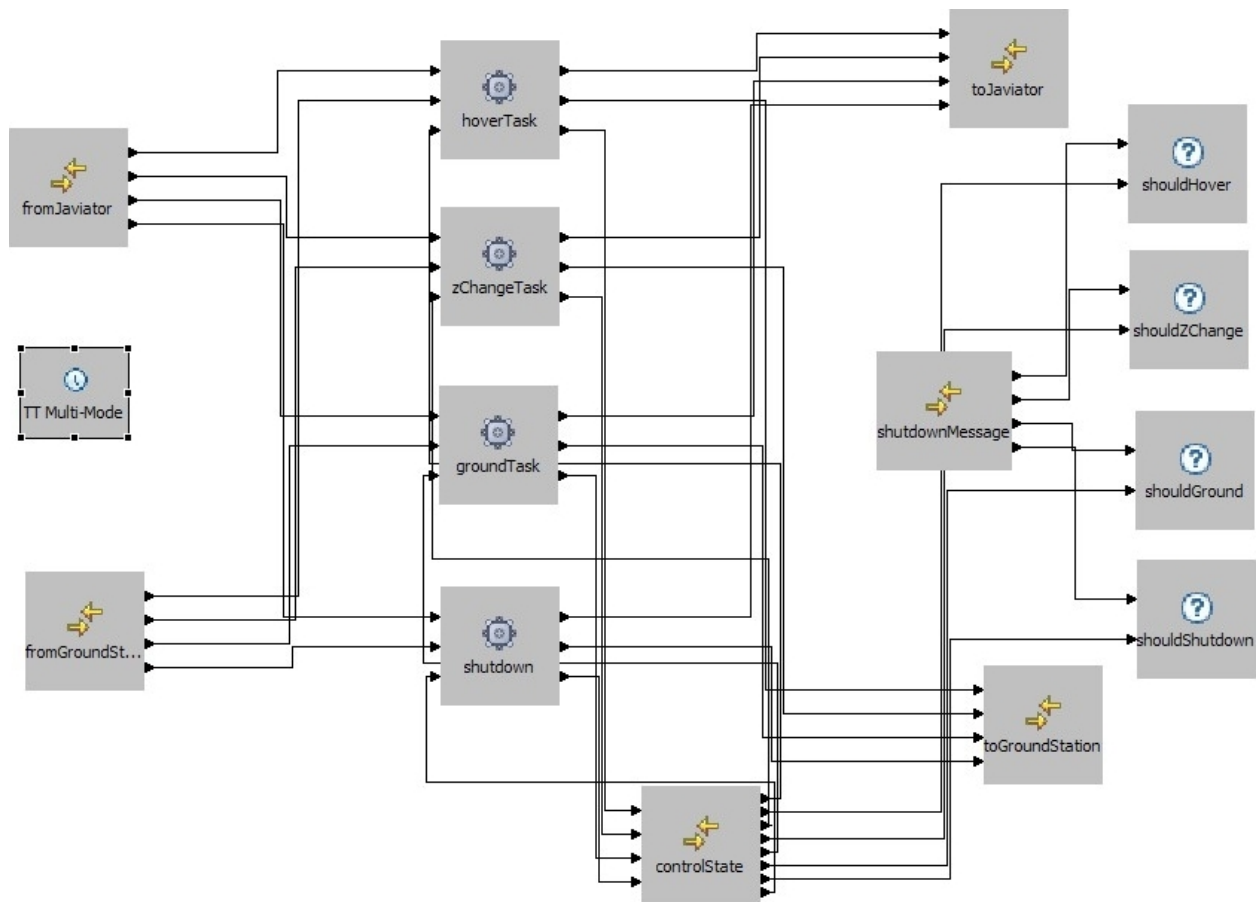 hoverTask
toJaviator
fromJaviator
shouldHover
zChangeTask
shouldZChange
TT Multi-Mode
shutdownMessage
groundTask
shouldGround
fromGroundSt...
shutdown
shouldShutdown
toGroundStation
controlState